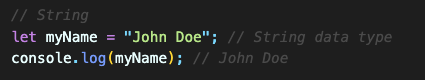 // String
let myName = "John Doe"; // String data type
console.log(myName); // John Doe